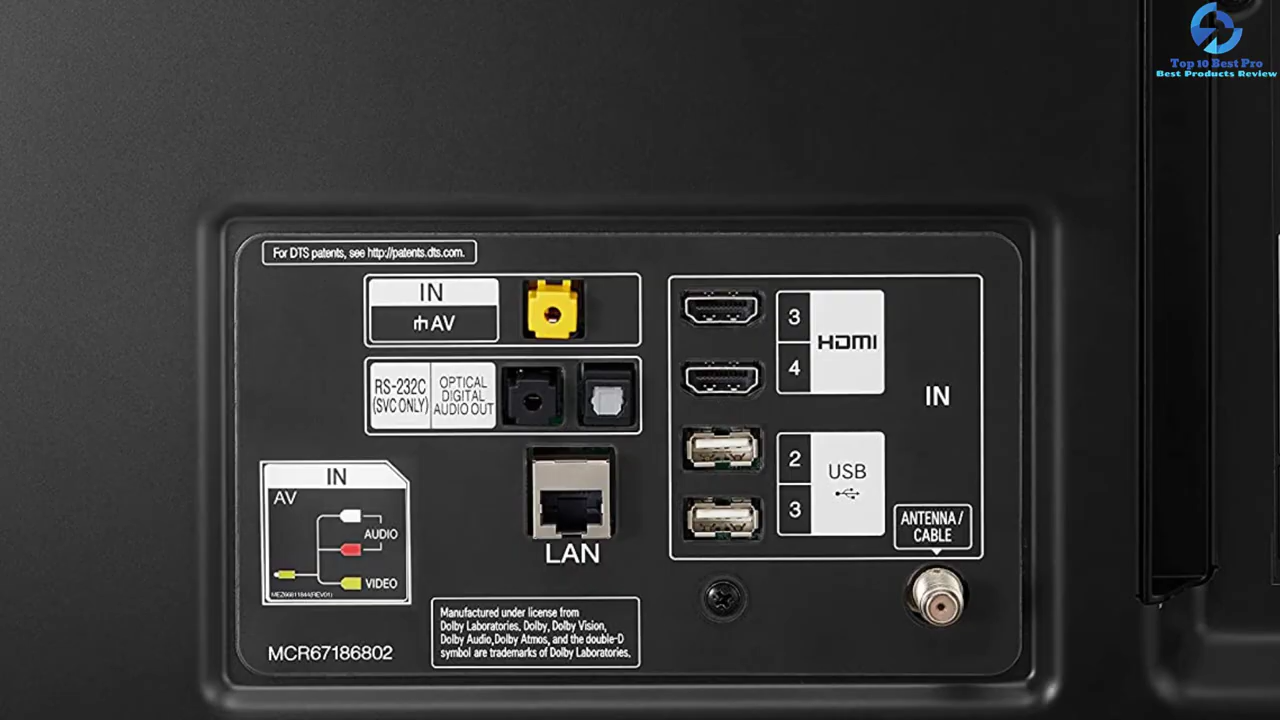 Top 10 Best Pro
Best Products Review
For DTS patents, see http://patents.dts.com.
IN
AV
RS-232C
(SVC ONLY)
OPTICAL
DIGITAL
AUDIO OUT
3
4
HDMI
IN
2
3
USB
ANTENNA /
CABLE
LAN
IN
AV
AUDIO
VIDEO
MEZ66811844(REV01)
MCR67186802
Manufactured under license from
Dolby Laboratories. Dolby, Dolby Vision,
Dolby Audio, Dolby Atmos, and the double-D
symbol are trademarks of Dolby Laboratories.